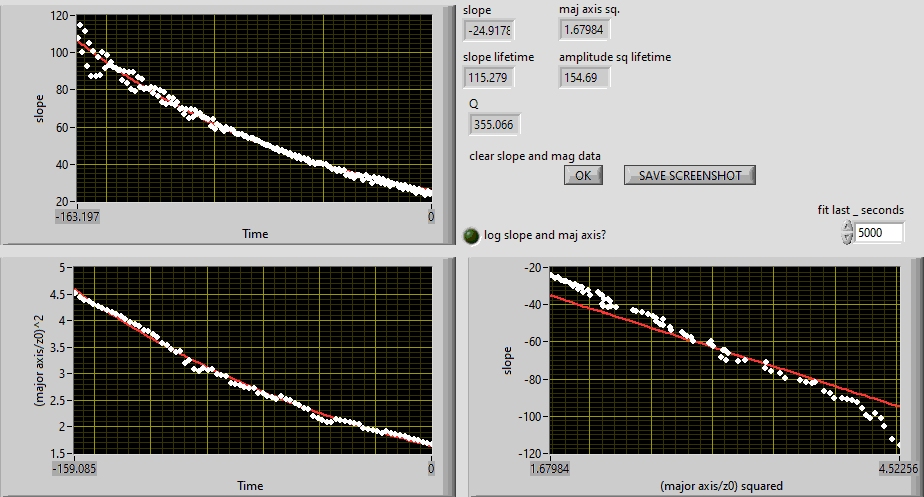 120
100
80
60
40
20
slope
-163.197
0
Time
slope
maj axis sq.
-24.9178
1.67984
slope lifetime
amplitude sq lifetime
115.279
154.69
Q
355.066
clear slope and mag data
OK
SAVE SCREENSHOT
fit last _ seconds
log slope and maj axis?
5000
5
4.5
4
3.5
3
2.5
2
1.5
(major axis/z0)^2
-159.085
0
Time
-20
-40
-60
-80
-100
-120
slope
1.67984
4.52256
(major axis/z0) squared